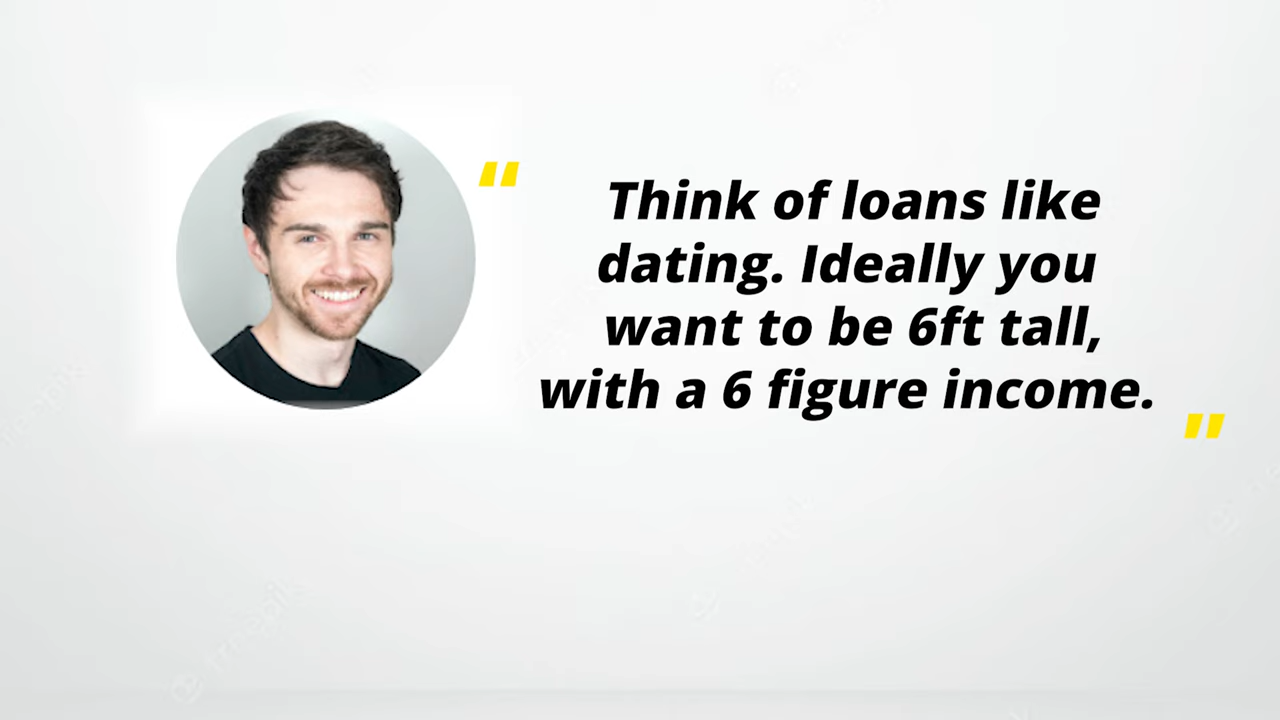 "Think of loans like
dating. Ideally you
want to be 6ft tall,
with a 6 figure income."